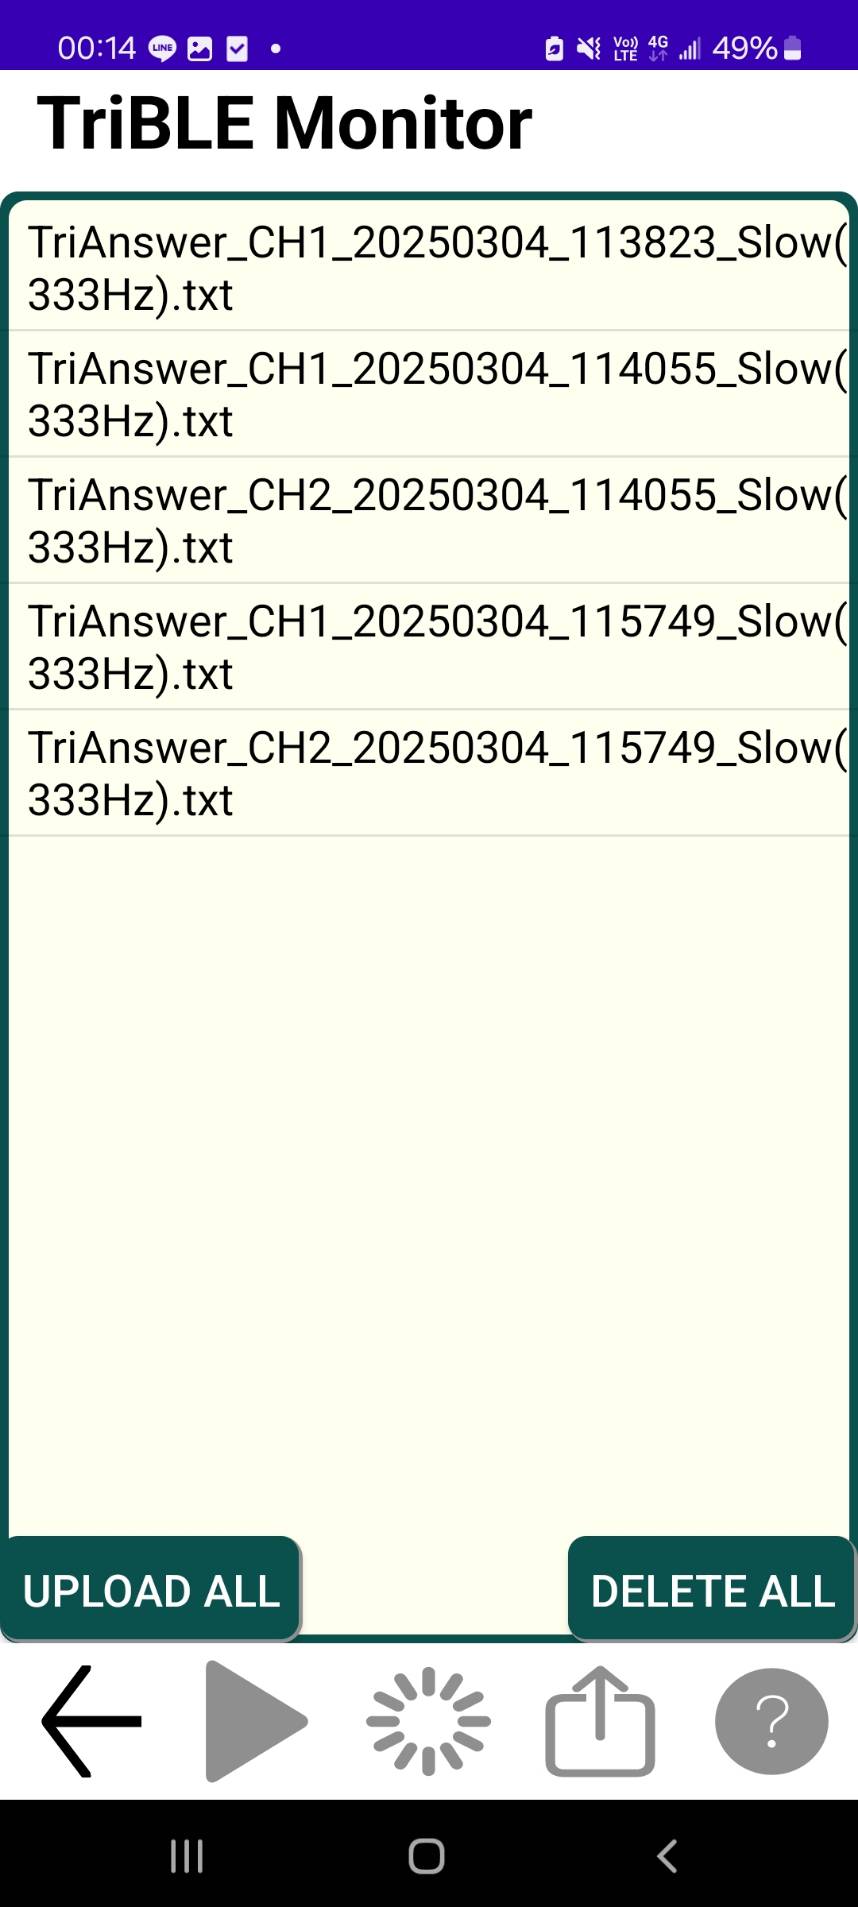 00:14 LINE Vo)) LTE 4G 49%
TriBLE Monitor
TriAnswer_CH1_20250304_113823_Slow(
333Hz).txt
TriAnswer_CH1_20250304_114055_Slow(
333Hz).txt
TriAnswer_CH2_20250304_114055_Slow(
333Hz).txt
TriAnswer_CH1_20250304_115749_Slow(
333Hz).txt
TriAnswer_CH2_20250304_115749_Slow(
333Hz).txt
UPLOAD ALL DELETE ALL
?